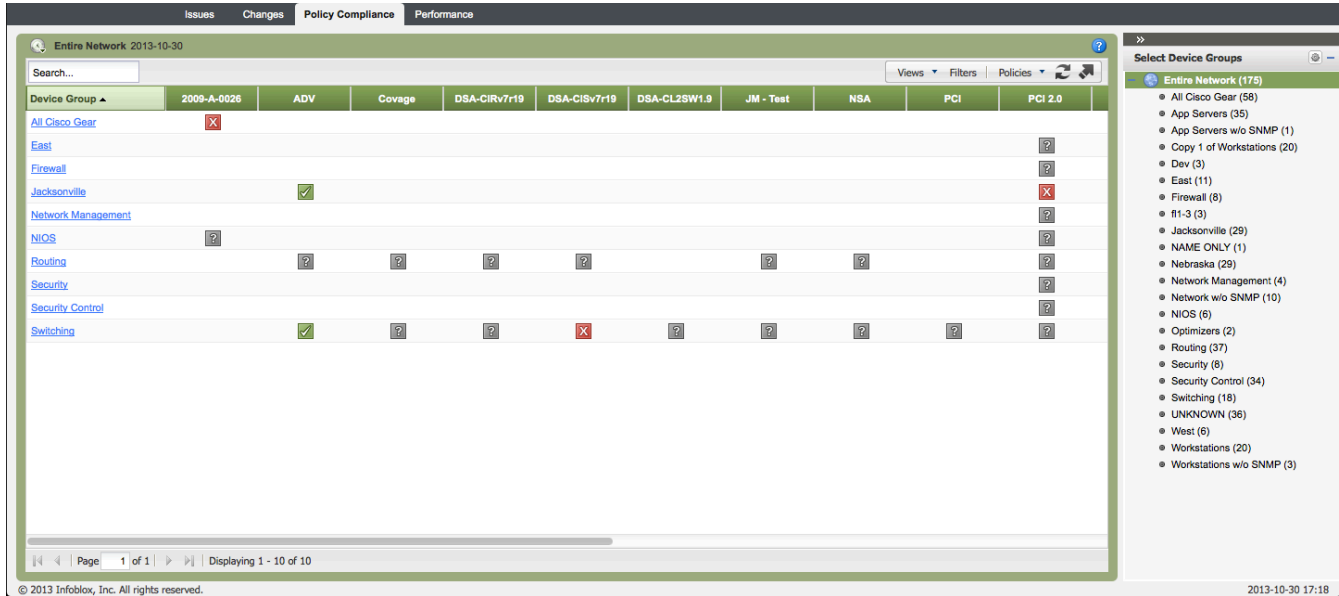 Issues Changes Policy Compliance Performance
Entire Network 2013-10-30 ?
Search... Views Filters Policies
Device Group 2009-A-0026 ADV Covage DSA-CIRv7r19 DSA-CISv7r19 DSA-CL2SW1.9 JM - Test NSA PCI PCI 2.0
All Cisco Gear X
East ?
Firewall ?
Jacksonville X
Network Management ?
NIOS ? ?
Routing ? ? ? ? ? ? ?
Security ?
Security Control ?
Switching ? ? X ? ? ? ? ?
Page 1 of 1 Displaying 1 - 10 of 10
»
Select Device Groups
Entire Network (175)
All Cisco Gear (58)
App Servers (35)
App Servers w/o SNMP (1)
Copy 1 of Workstations (20)
Dev (3)
East (11)
Firewall (8)
fl1-3 (3)
Jacksonville (29)
NAME ONLY (1)
Nebraska (29)
Network Management (4)
Network w/o SNMP (10)
NIOS (6)
Optimizers (2)
Routing (37)
Security (8)
Security Control (34)
Switching (18)
UNKNOWN (36)
West (6)
Workstations (20)
Workstations w/o SNMP (3)
© 2013 Infoblox, Inc. All rights reserved. 2013-10-30 17:18